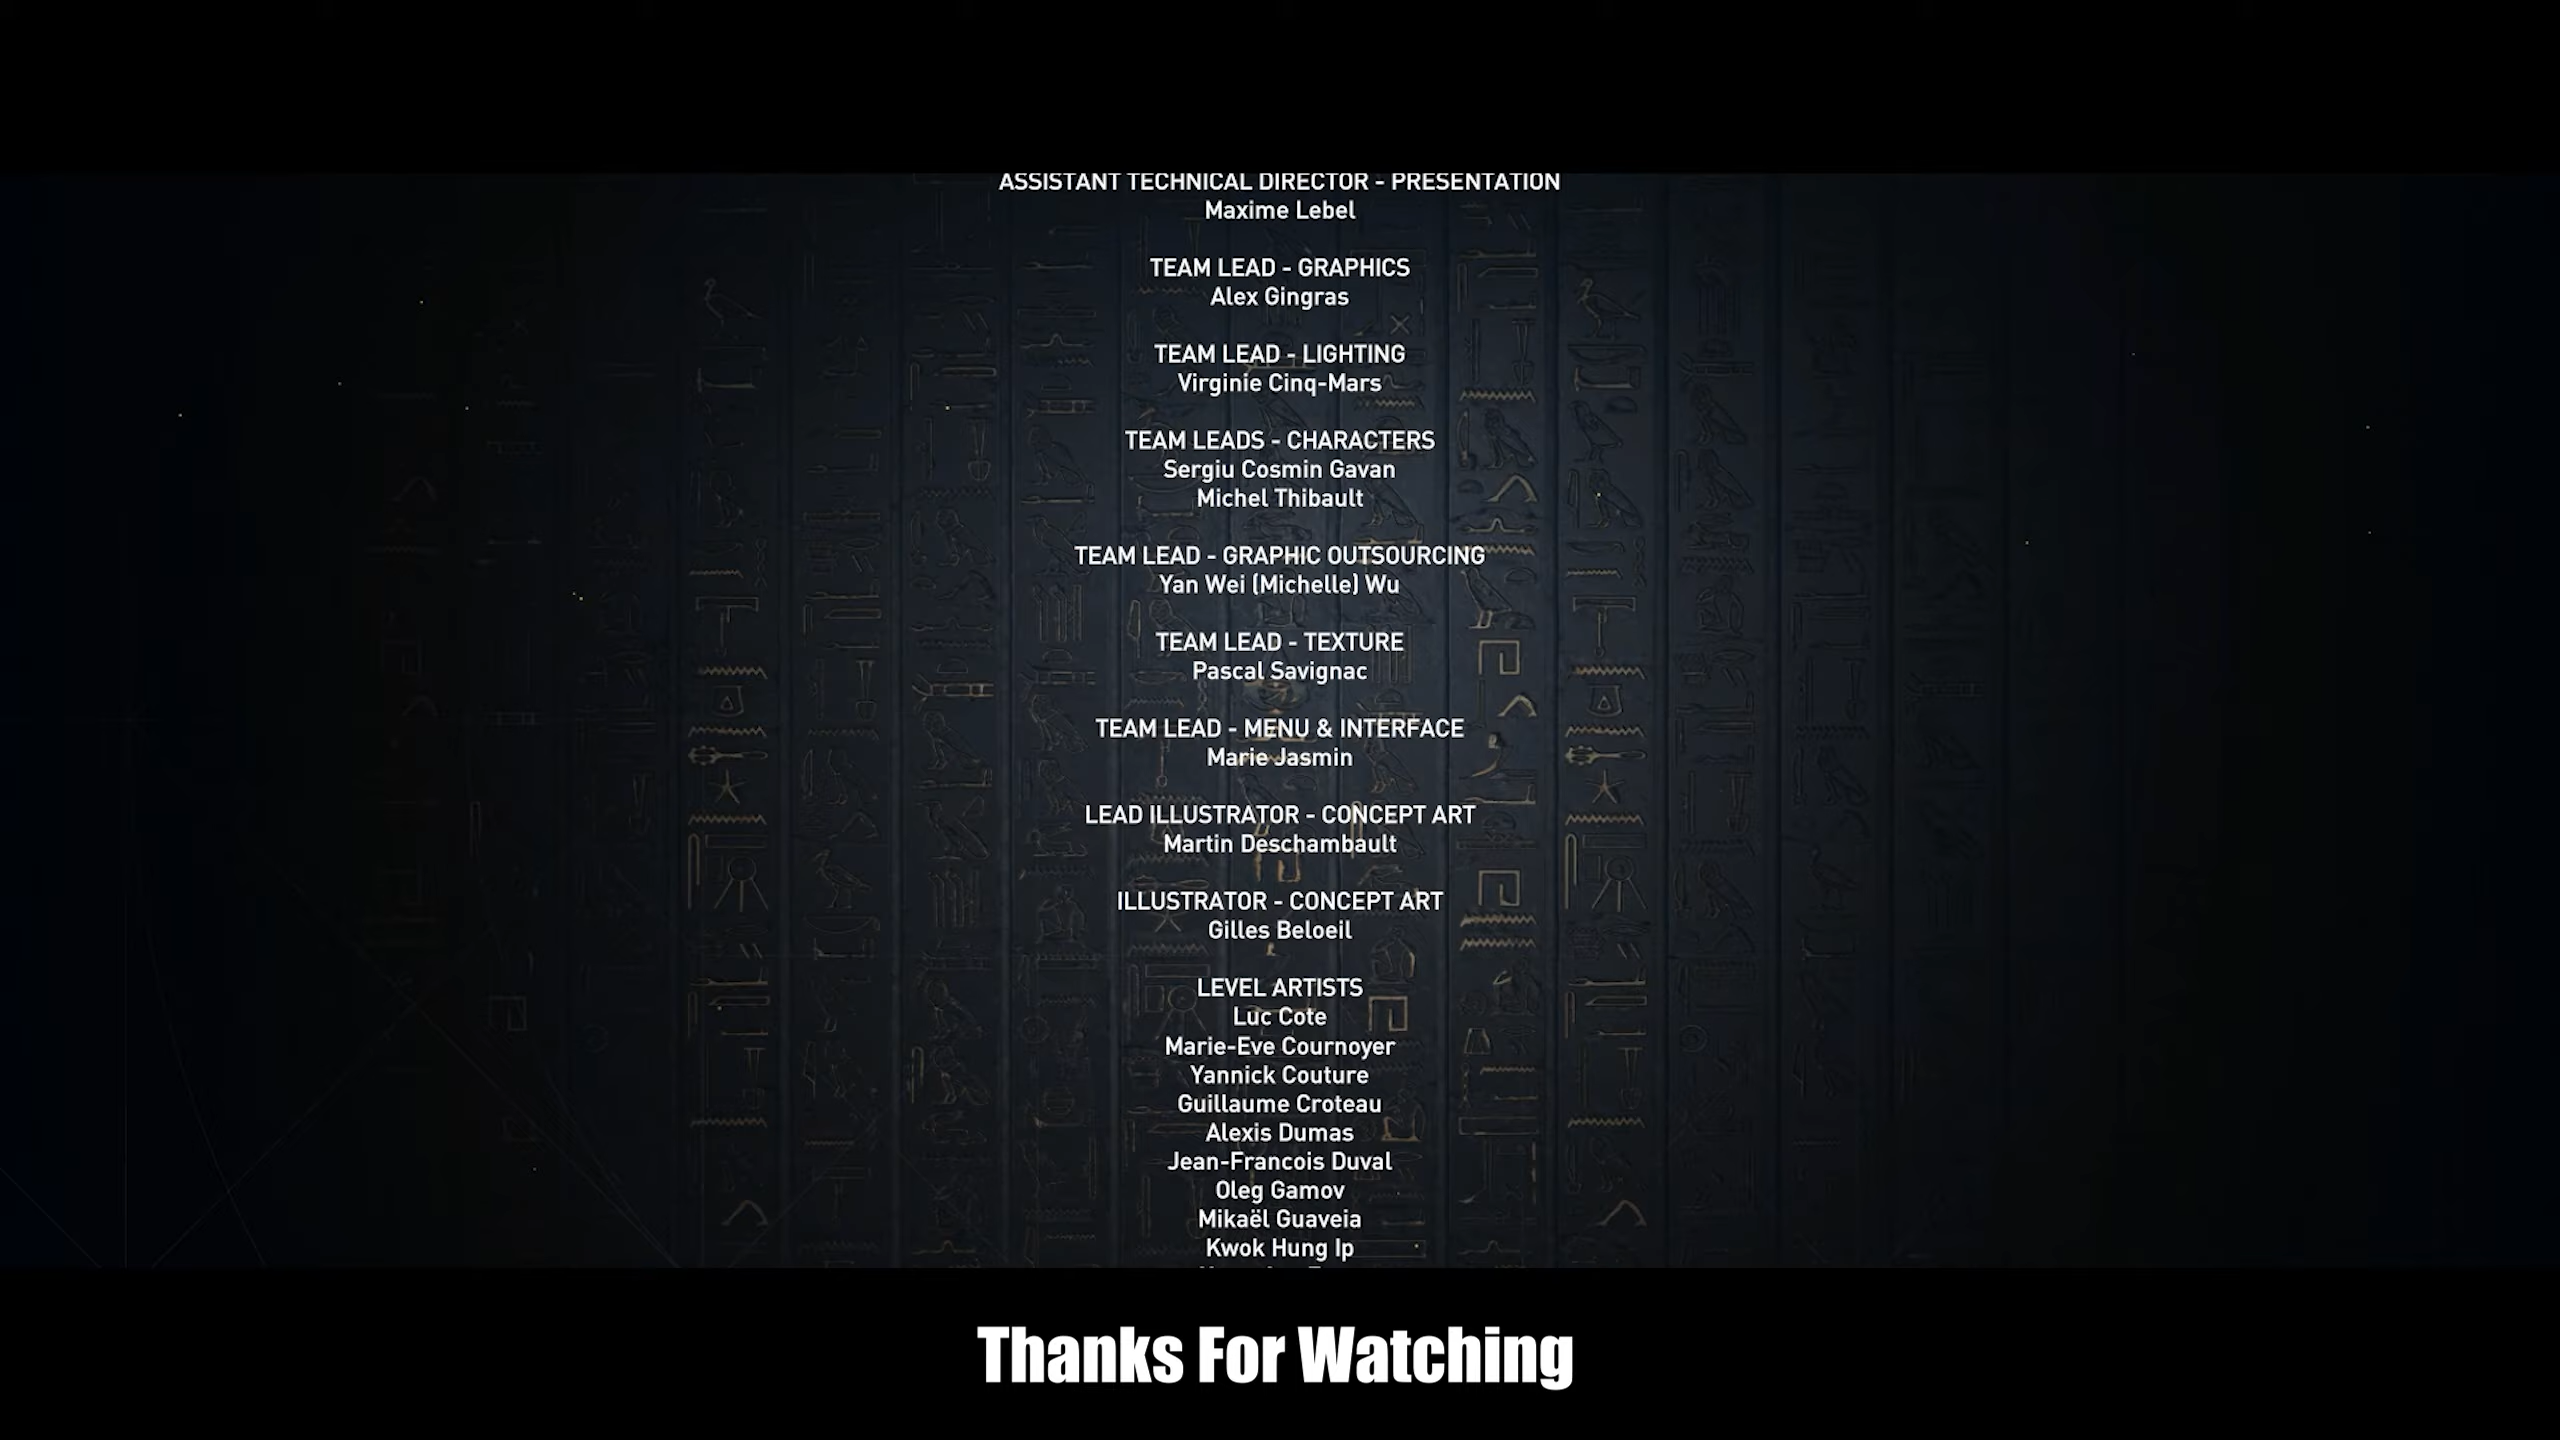 ASSISTANT TECHNICAL DIRECTOR - PRESENTATION
Maxime Lebel
TEAM LEAD - GRAPHICS
Alex Gingras
TEAM LEAD - LIGHTING
Virginie Cinq-Mars
TEAM LEADS - CHARACTERS
Sergiu Cosmin Gavan
Michel Thibault
TEAM LEAD - GRAPHIC OUTSOURCING
Yan Wei (Michelle) Wu
TEAM LEAD - TEXTURE
Pascal Savignac
TEAM LEAD - MENU & INTERFACE
Marie Jasmin
LEAD ILLUSTRATOR - CONCEPT ART
Martin Deschambault
ILLUSTRATOR - CONCEPT ART
Gilles Beloeil
LEVEL ARTISTS
Luc Cote
Marie-Eve Cournoyer
Yannick Couture
Guillaume Croteau
Alexis Dumas
Jean-Francois Duval
Oleg Gamov
Mikaël Guaveia
Kwok Hung Ip
Thanks For Watching